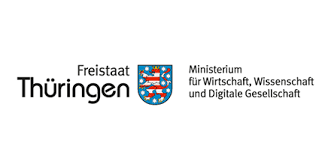 Freistaat
Thüringen
Ministerium
für Wirtschaft, Wissenschaft
und Digitale Gesellschaft